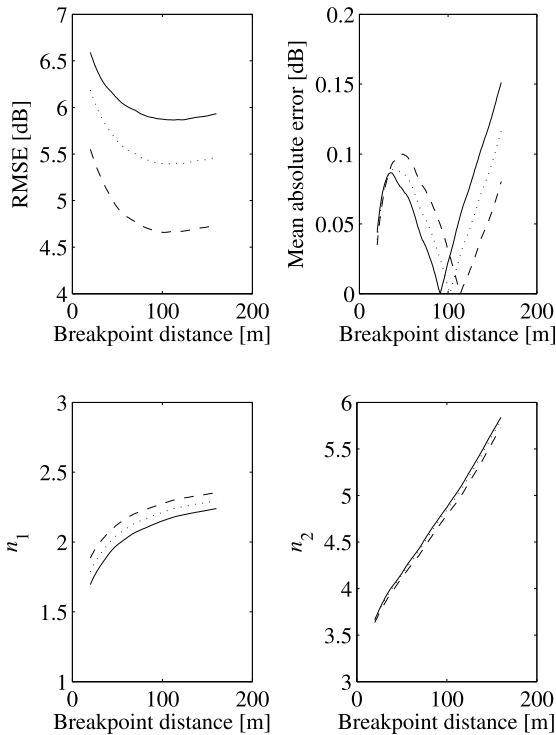 7
6.5
6
5.5
5
4.5
4
RMSE [dB]
0 100 200
Breakpoint distance [m]
0.2
0.15
0.1
0.05
0
Mean absolute error [dB]
0 100 200
Breakpoint distance [m]
3
2.5
2
1.5
1
n1
0 100 200
Breakpoint distance [m]
6
5.5
5
4.5
4
3.5
3
n2
0 100 200
Breakpoint distance [m]